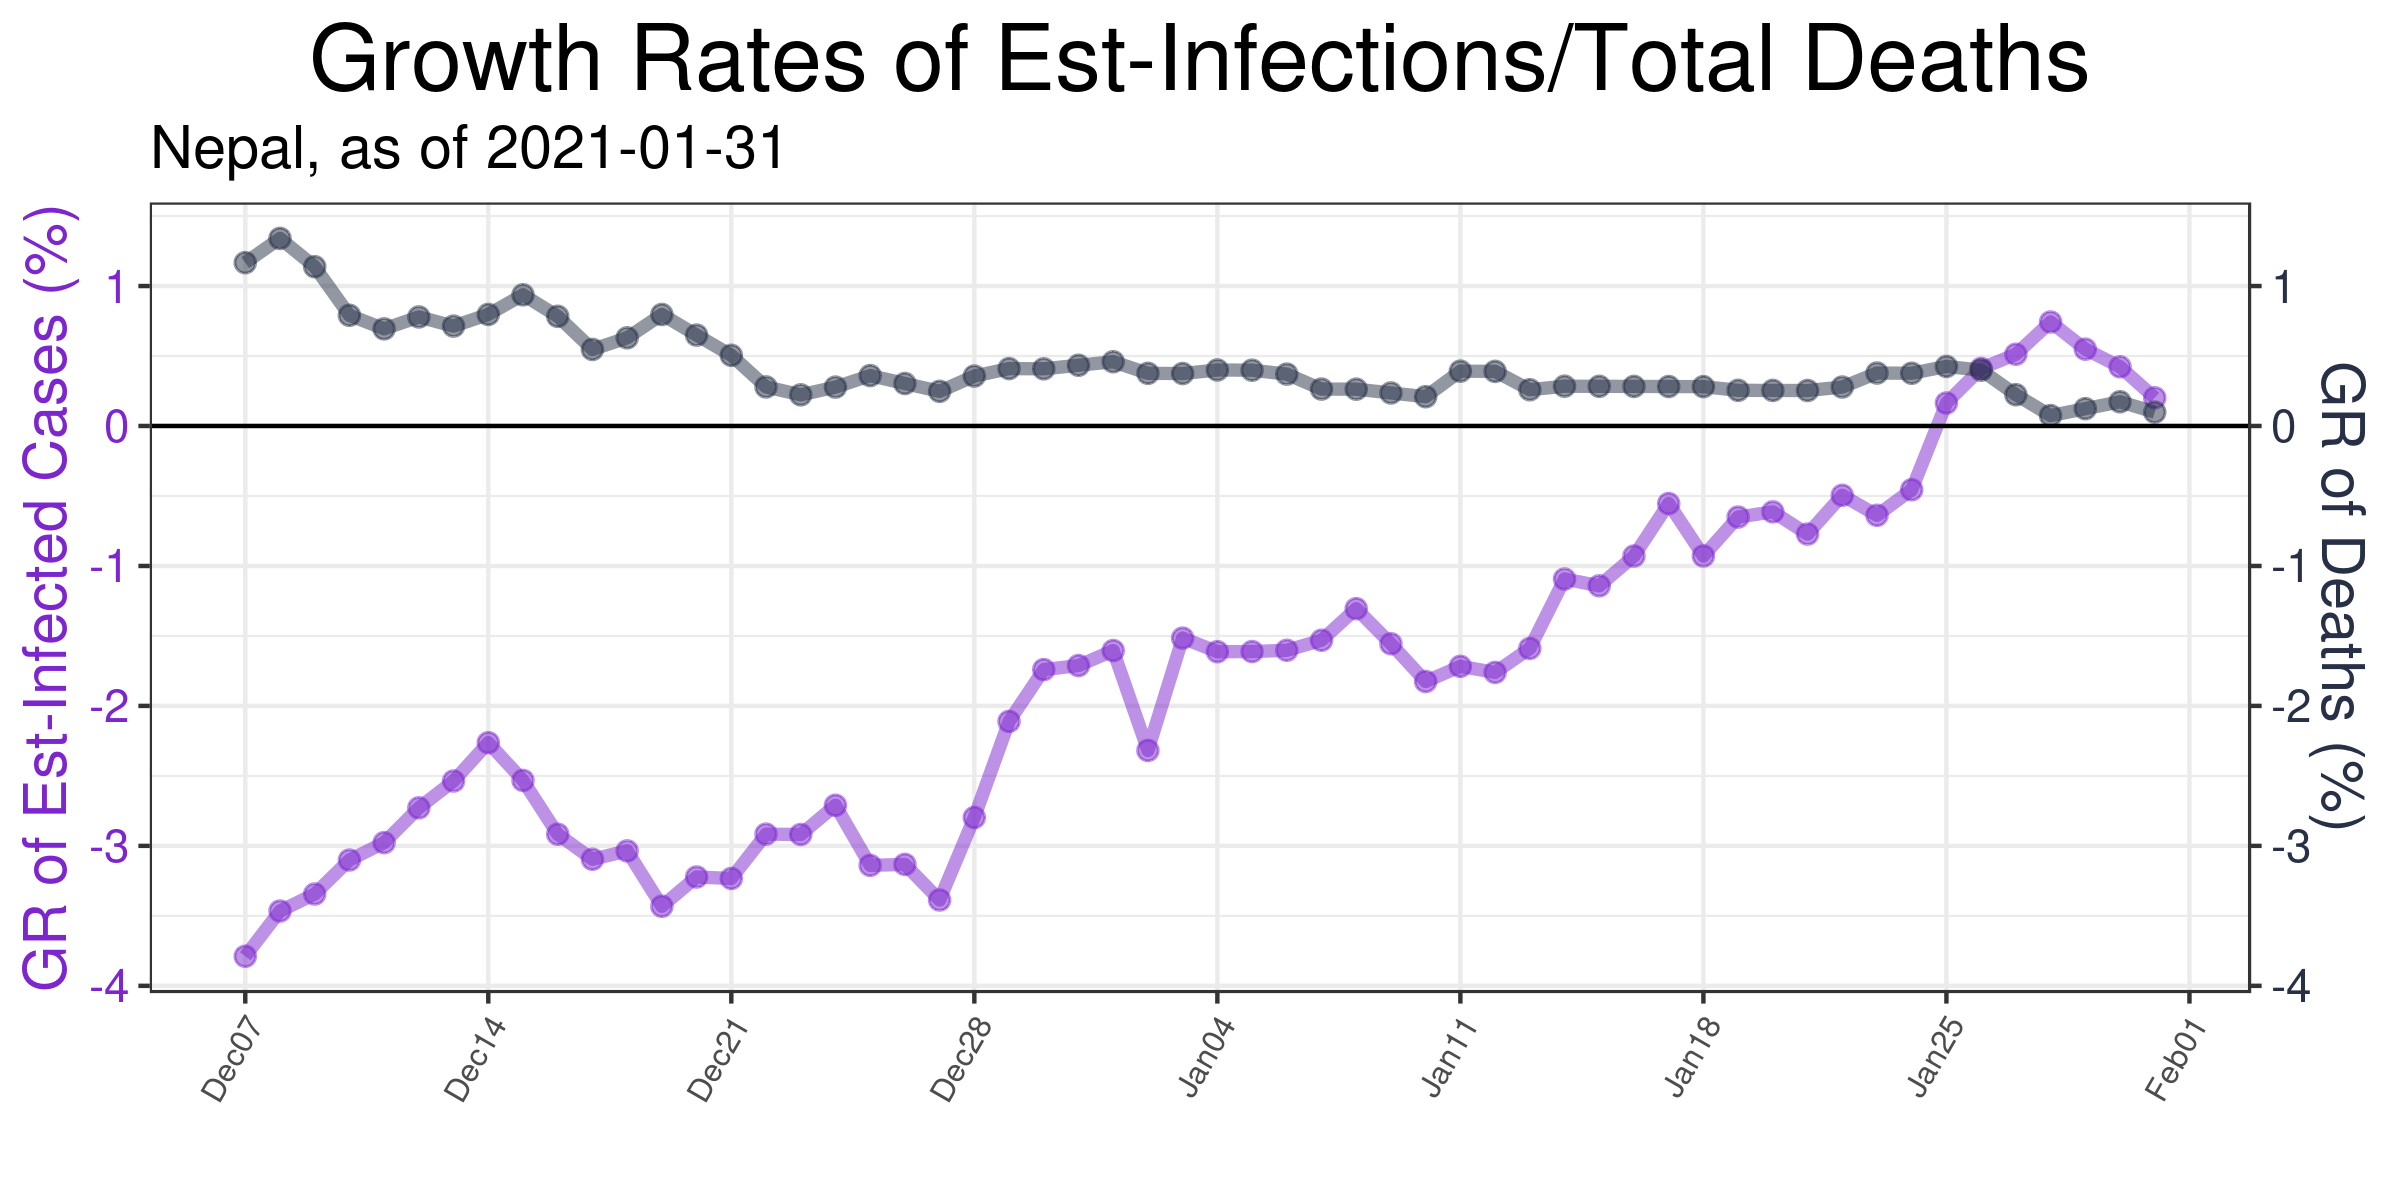 Growth Rates of Est-Infections/Total Deaths
Nepal, as of 2021-01-31
GR of Est-Infected Cases (%)
1
0
-1
-2
-3
-4
1
0
-1
-2
-3
-4
GR of Deaths (%)
Dec07
Dec14
Dec21
Dec28
Jan04
Jan11
Jan18
Jan25
Feb01